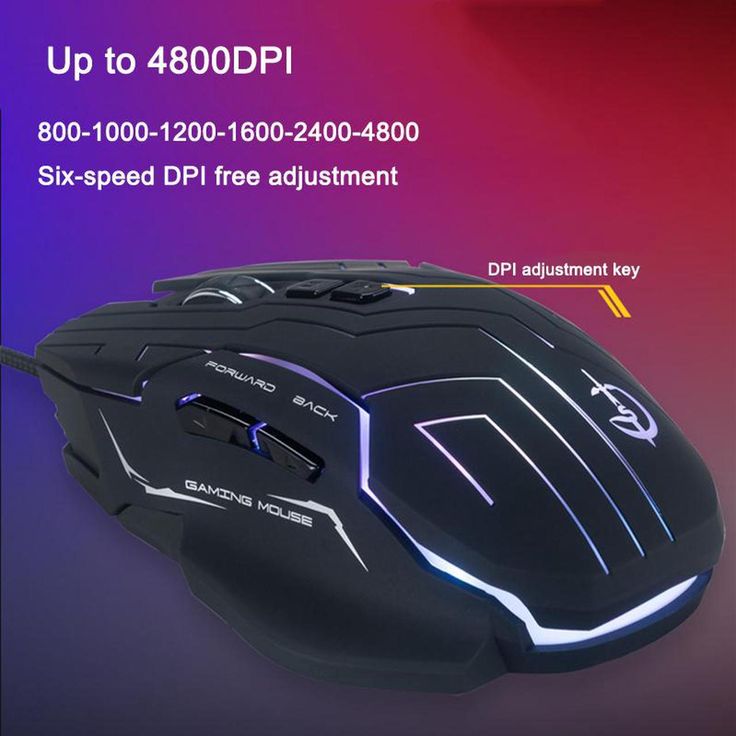 Up to 4800DPI
800-1000-1200-1600-2400-4800
Six-speed DPI free adjustment
DPI adjustment key
FORWARD
BACK
GAMING MOUSE